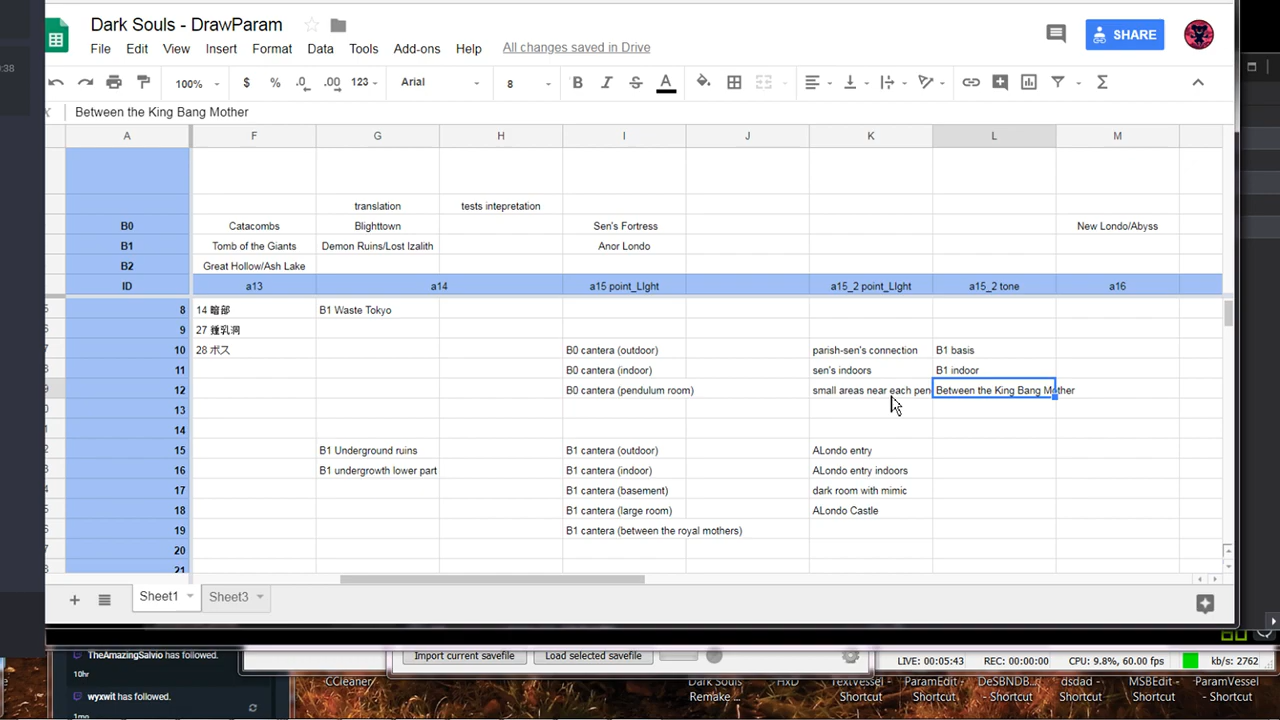 :38
Dark Souls - DrawParam
File Edit View Insert Format Data Tools Add-ons Help All changes saved in Drive
SHARE
100% $ % .0 .00 123 Arial 8 B I S A
Between the King Bang Mother
A F G H I J K L M
translation tests intepretation
B0 Catacombs Blighttown Sen's Fortress New Londo/Abyss
B1 Tomb of the Giants Demon Ruins/Lost Izalith Anor Londo
B2 Great Hollow/Ash Lake
ID a13 a14 a15 point_LIght a15_2 point_LIght a15_2 tone a16
8 14 暗部 B1 Waste Tokyo
9 27 鍾乳洞
10 28 ボス B0 cantera (outdoor) parish-sen's connection B1 basis
11 B0 cantera (indoor) sen's indoors B1 indoor
12 B0 cantera (pendulum room) small areas near each pen Between the King Bang Mother
13
14
15 B1 Underground ruins B1 cantera (outdoor) ALondo entry
16 B1 undergrowth lower part B1 cantera (indoor) ALondo entry indoors
17 B1 cantera (basement) dark room with mimic
18 B1 cantera (large room) ALondo Castle
19 B1 cantera (between the royal mothers)
20
21
Sheet1 Sheet3
TheAmazingSalvio has followed.
10hr
wyxwit has followed.
1mo
Import current savefile Load selected savefile
LIVE: 00:05:43 REC: 00:00:00 CPU: 9.8%, 60.00 fps kb/s: 2762
CCleaner
Dark Souls Remake ... HxD TextVessel - Shortcut ParamEdit - Shortcut DeSBNDB... - Shortcut dsdad - Shortcut MSBEdit - Shortcut ParamVessel - Shortcut